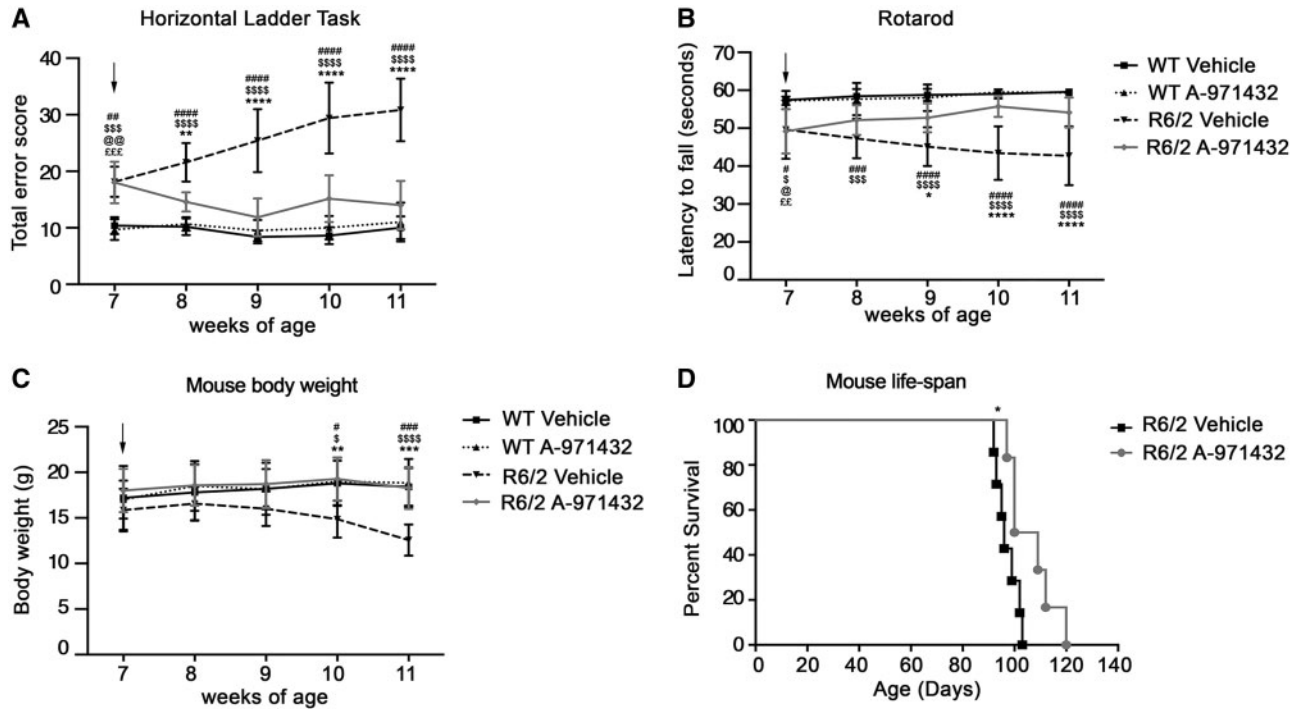 A
Horizontal Ladder Task
Total error score
40
30
20
10
0
##
$$$
@@
£££
####
$$$$
**
####
$$$$
****
####
$$$$
****
####
$$$$
****
7 8 9 10 11
weeks of age
B
Rotarod
Latency to fall (seconds)
70
60
50
40
30
20
10
0
#
$
@
££
###
$$$
####
$$$$
*
####
$$$$
****
####
$$$$
****
7 8 9 10 11
weeks of age
WT Vehicle
WT A-971432
R6/2 Vehicle
R6/2 A-971432
C
Mouse body weight
Body weight (g)
25
20
15
10
5
0
#
$
**
###
$$$$
***
7 8 9 10 11
weeks of age
WT Vehicle
WT A-971432
R6/2 Vehicle
R6/2 A-971432
D
Mouse life-span
Percent Survival
100
80
60
40
20
0
*
0 20 40 60 80 100 120 140
Age (Days)
R6/2 Vehicle
R6/2 A-971432